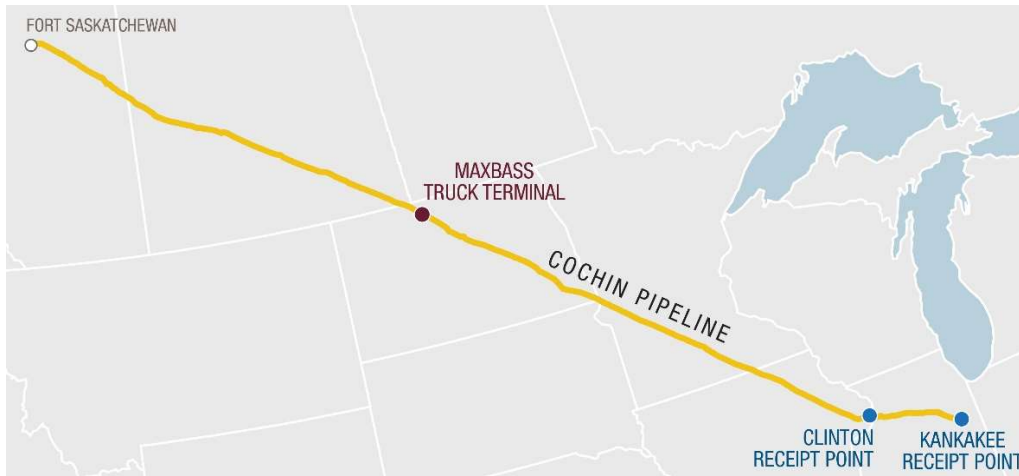 FORT SASKATCHEWAN
MAXBASS
TRUCK TERMINAL
COCHIN PIPELINE
CLINTON
RECEIPT POINT
KANKAKEE
RECEIPT POINT